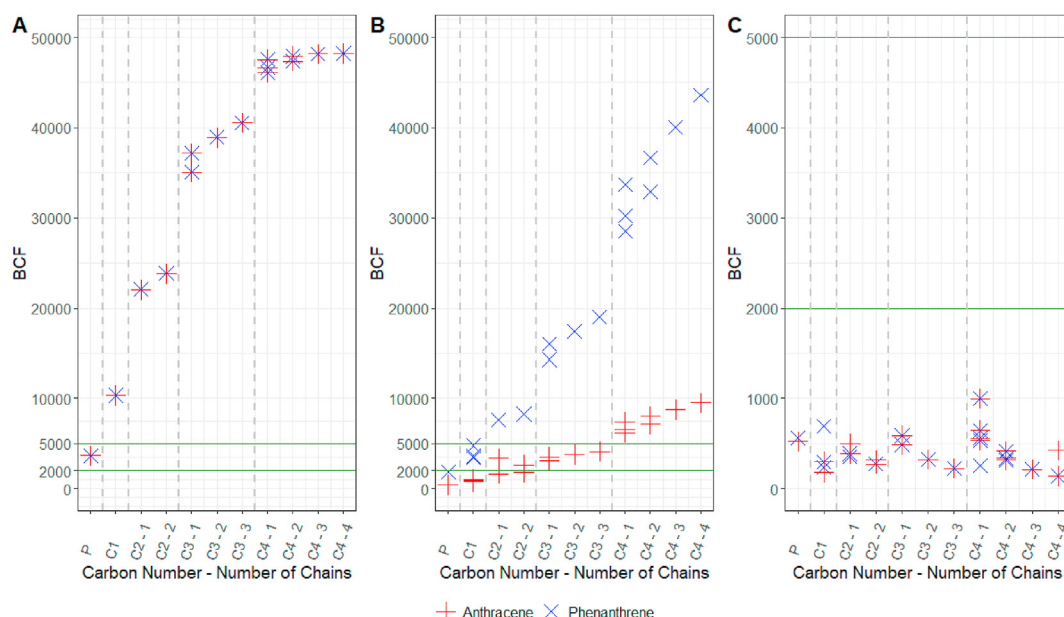 A
BCF
50000
40000
30000
20000
10000
5000
2000
0
P
C1
C2 - 1
C2 - 2
C3 - 1
C3 - 2
C3 - 3
C4 - 1
C4 - 2
C4 - 3
C4 - 4
Carbon Number - Number of Chains
B
BCF
50000
40000
30000
20000
10000
5000
2000
0
P
C1
C2 - 1
C2 - 2
C3 - 1
C3 - 2
C3 - 3
C4 - 1
C4 - 2
C4 - 3
C4 - 4
Carbon Number - Number of Chains
C
BCF
5000
4000
3000
2000
1000
0
P
C1
C2 - 1
C2 - 2
C3 - 1
C3 - 2
C3 - 3
C4 - 1
C4 - 2
C4 - 3
C4 - 4
Carbon Number - Number of Chains
Anthracene Phenanthrene